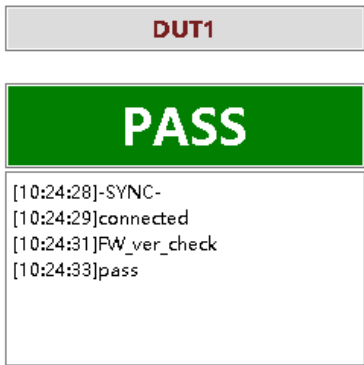 DUT1
PASS
[10:24:28]-SYNC-
[10:24:29]connected
[10:24:31]FW_ver_check
[10:24:33]pass